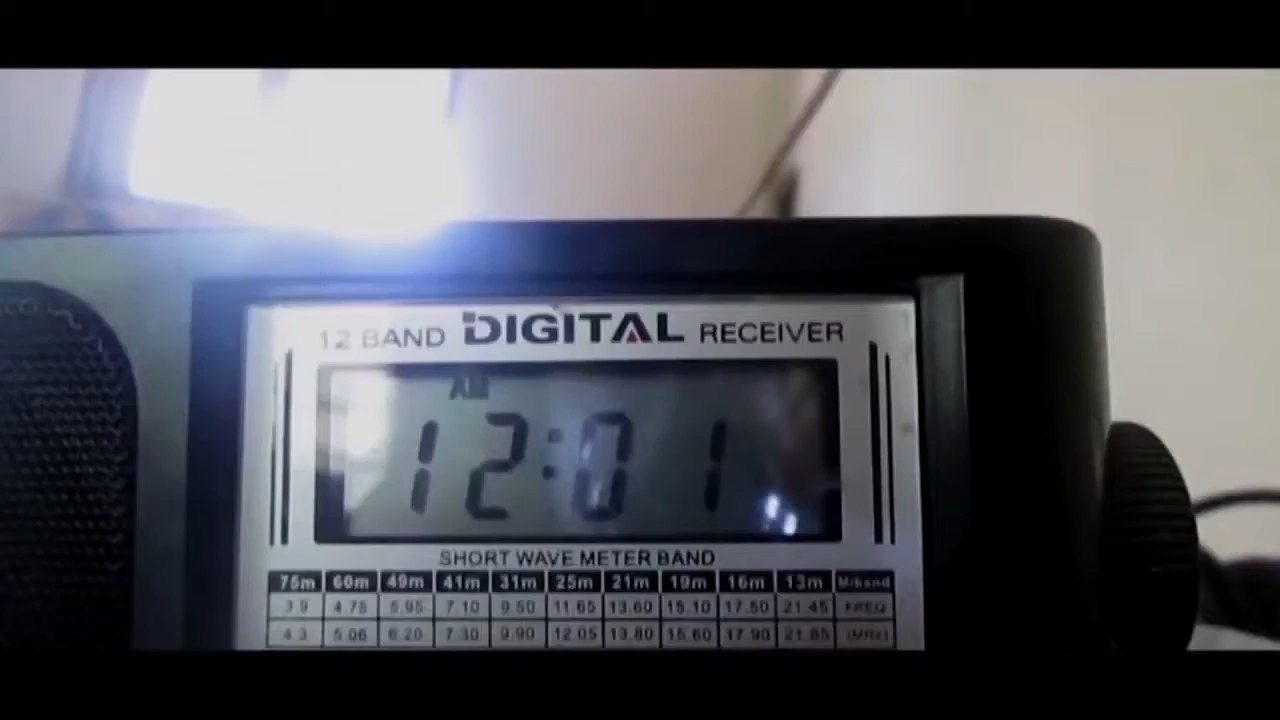 12 BAND DIGITAL RECEIVER
AM
12:01
SHORT WAVE METER BAND
75m 60m 49m 41m 31m 25m 21m 19m 16m 13m M/band
3.9 4.75 5.95 7.10 9.50 11.65 13.60 15.10 17.50 21.45 FREQ
4.3 5.06 6.20 7.30 9.90 12.05 13.80 15.60 17.90 21.85 (MHz)